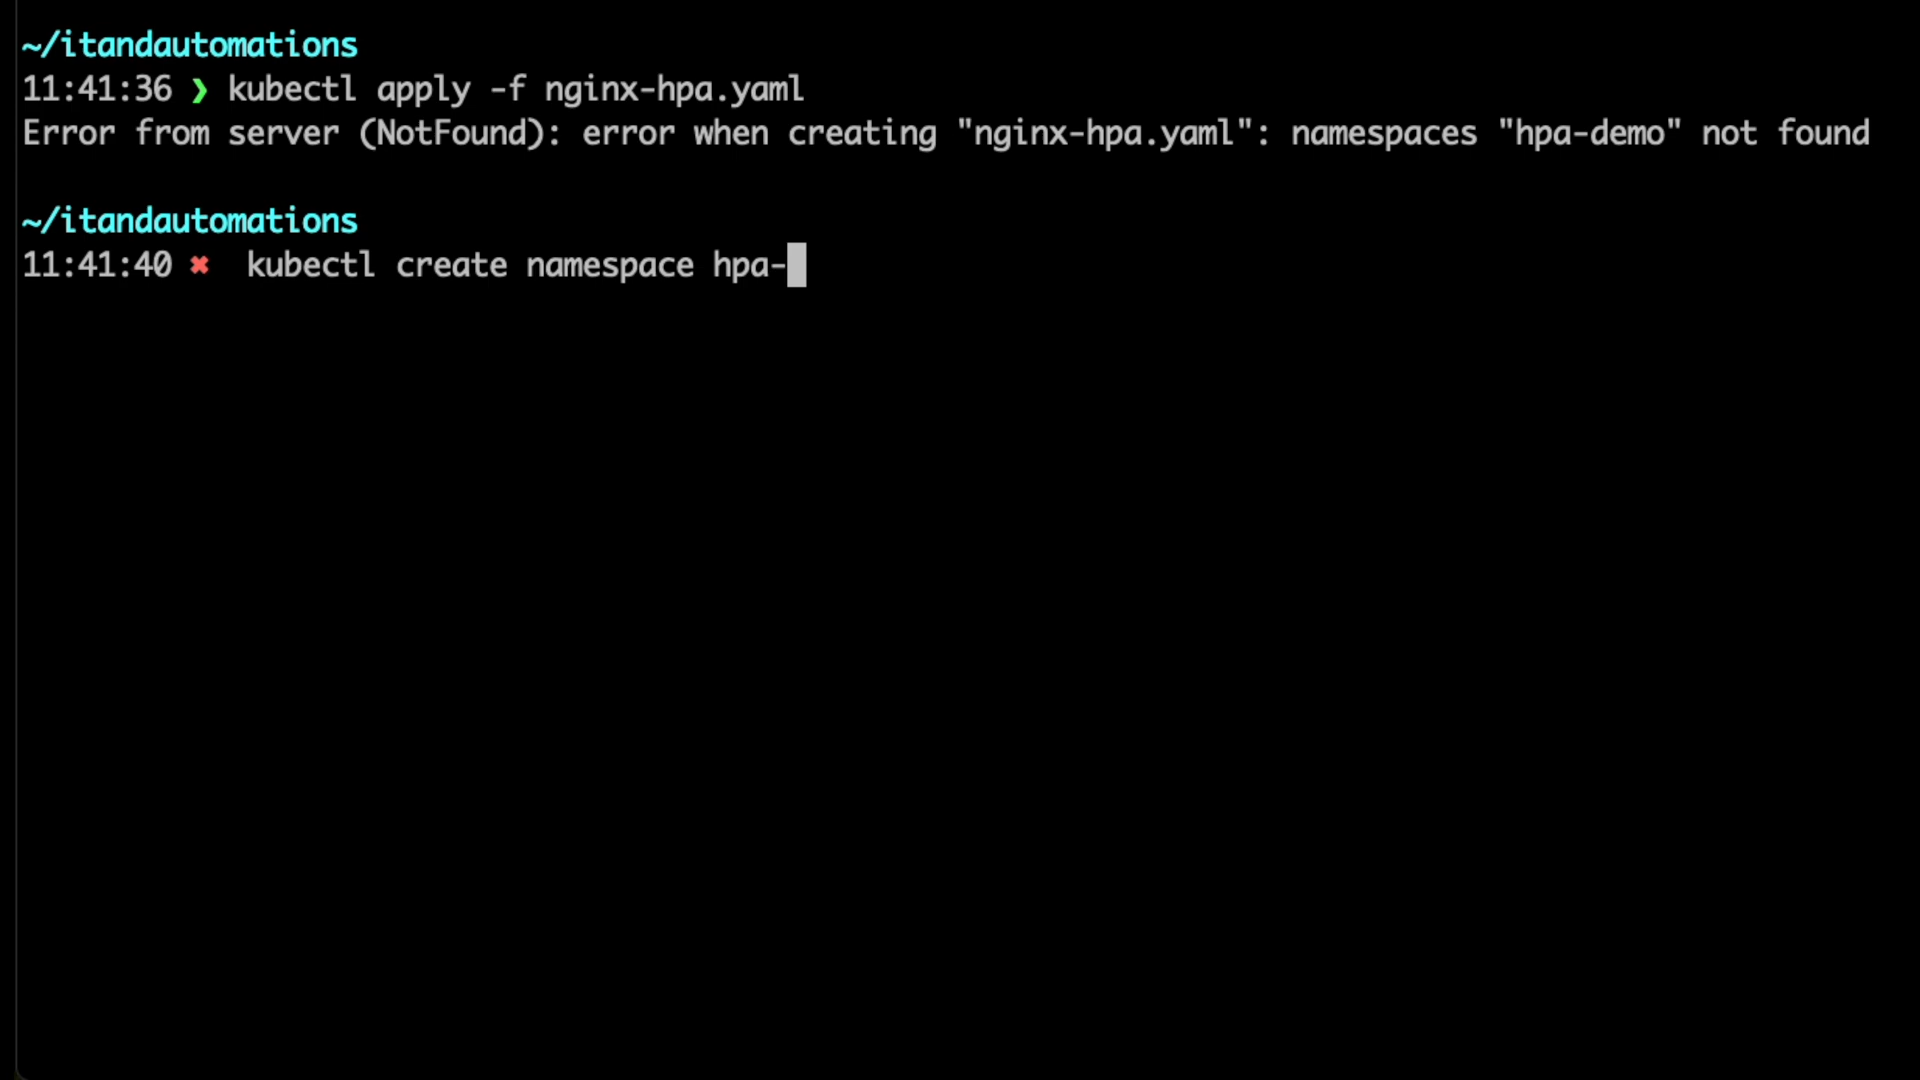 ~/itandautomations
11:41:36 ❯ kubectl apply -f nginx-hpa.yaml
Error from server (NotFound): error when creating "nginx-hpa.yaml": namespaces "hpa-demo" not found
~/itandautomations
11:41:40 ✖ kubectl create namespace hpa-